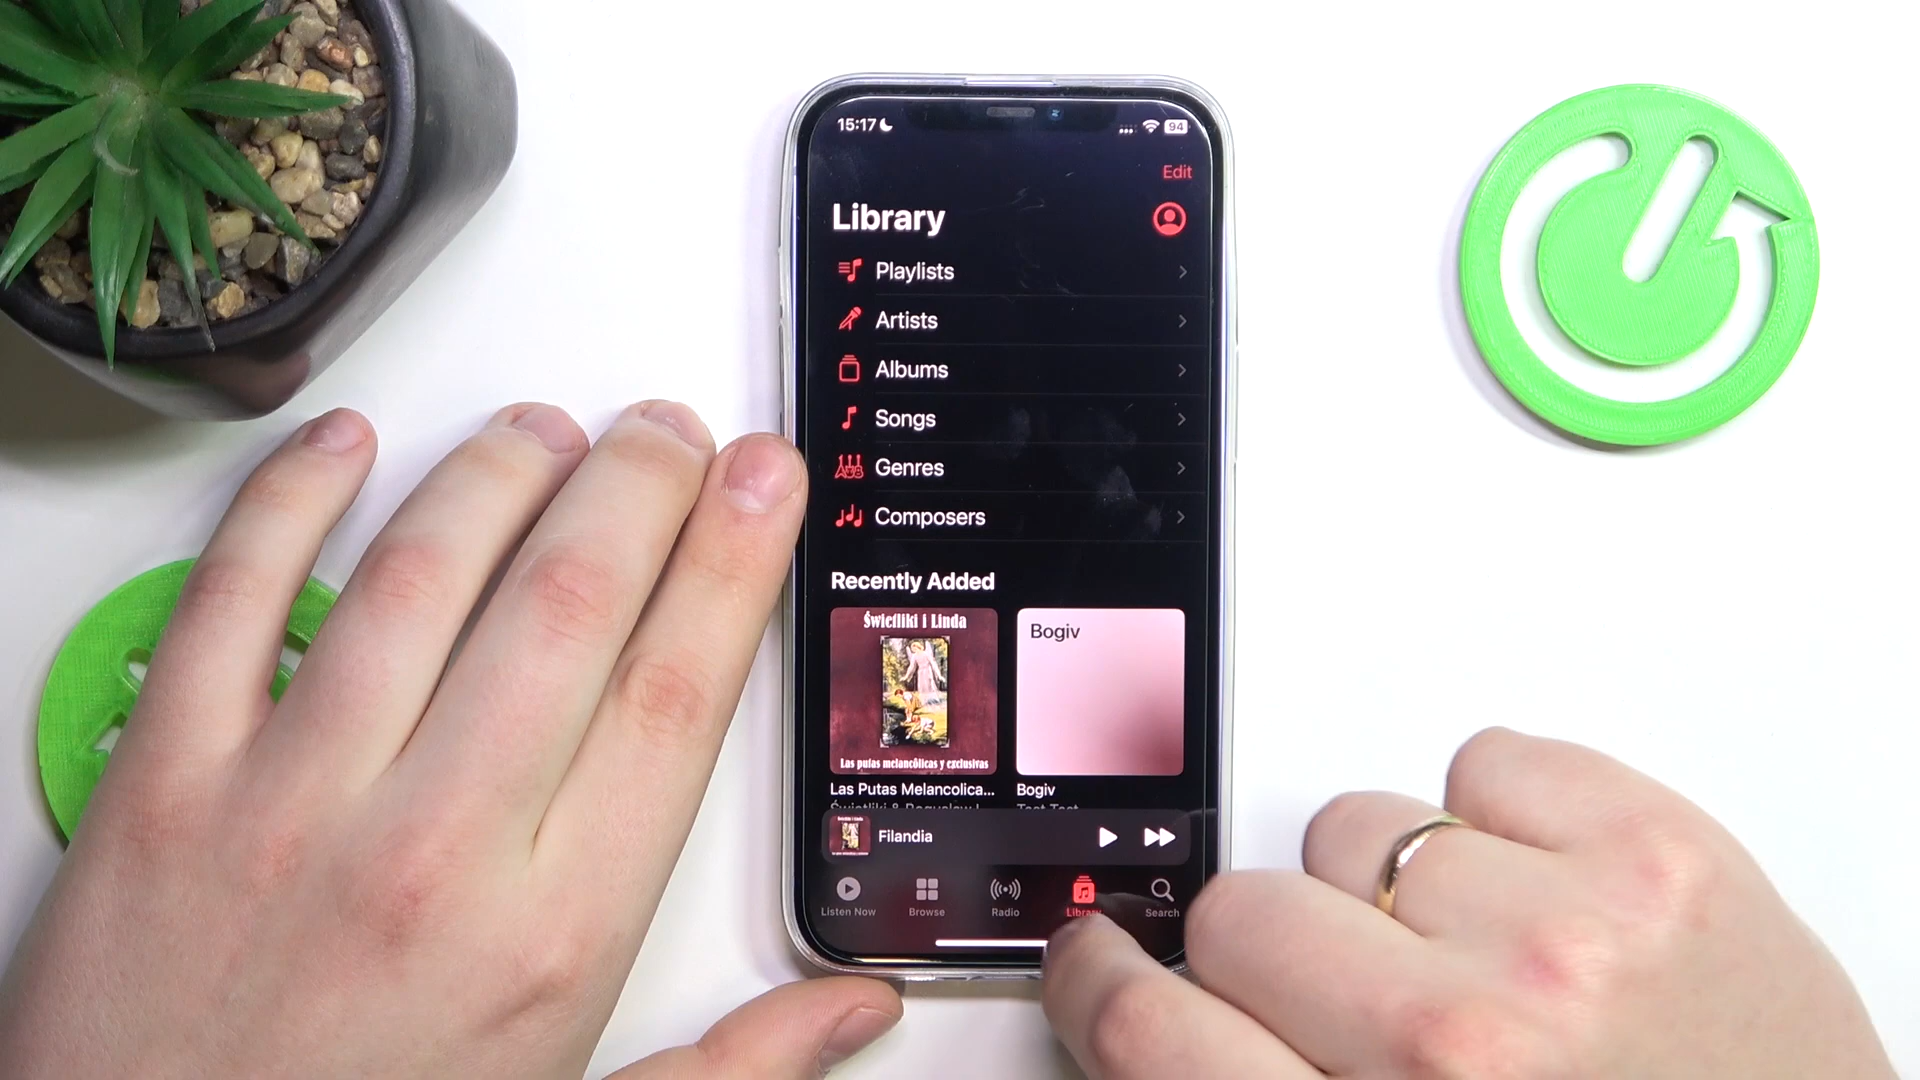 15:17
94
Edit
Library
Playlists
Artists
Albums
Songs
Genres
Composers
Recently Added
Świetliki i Linda
Las putas melancólicas y exclusivas
Bogiv
Las Putas Melancolica...
Bogiv
Filandia
Listen Now
Browse
Radio
Library
Search